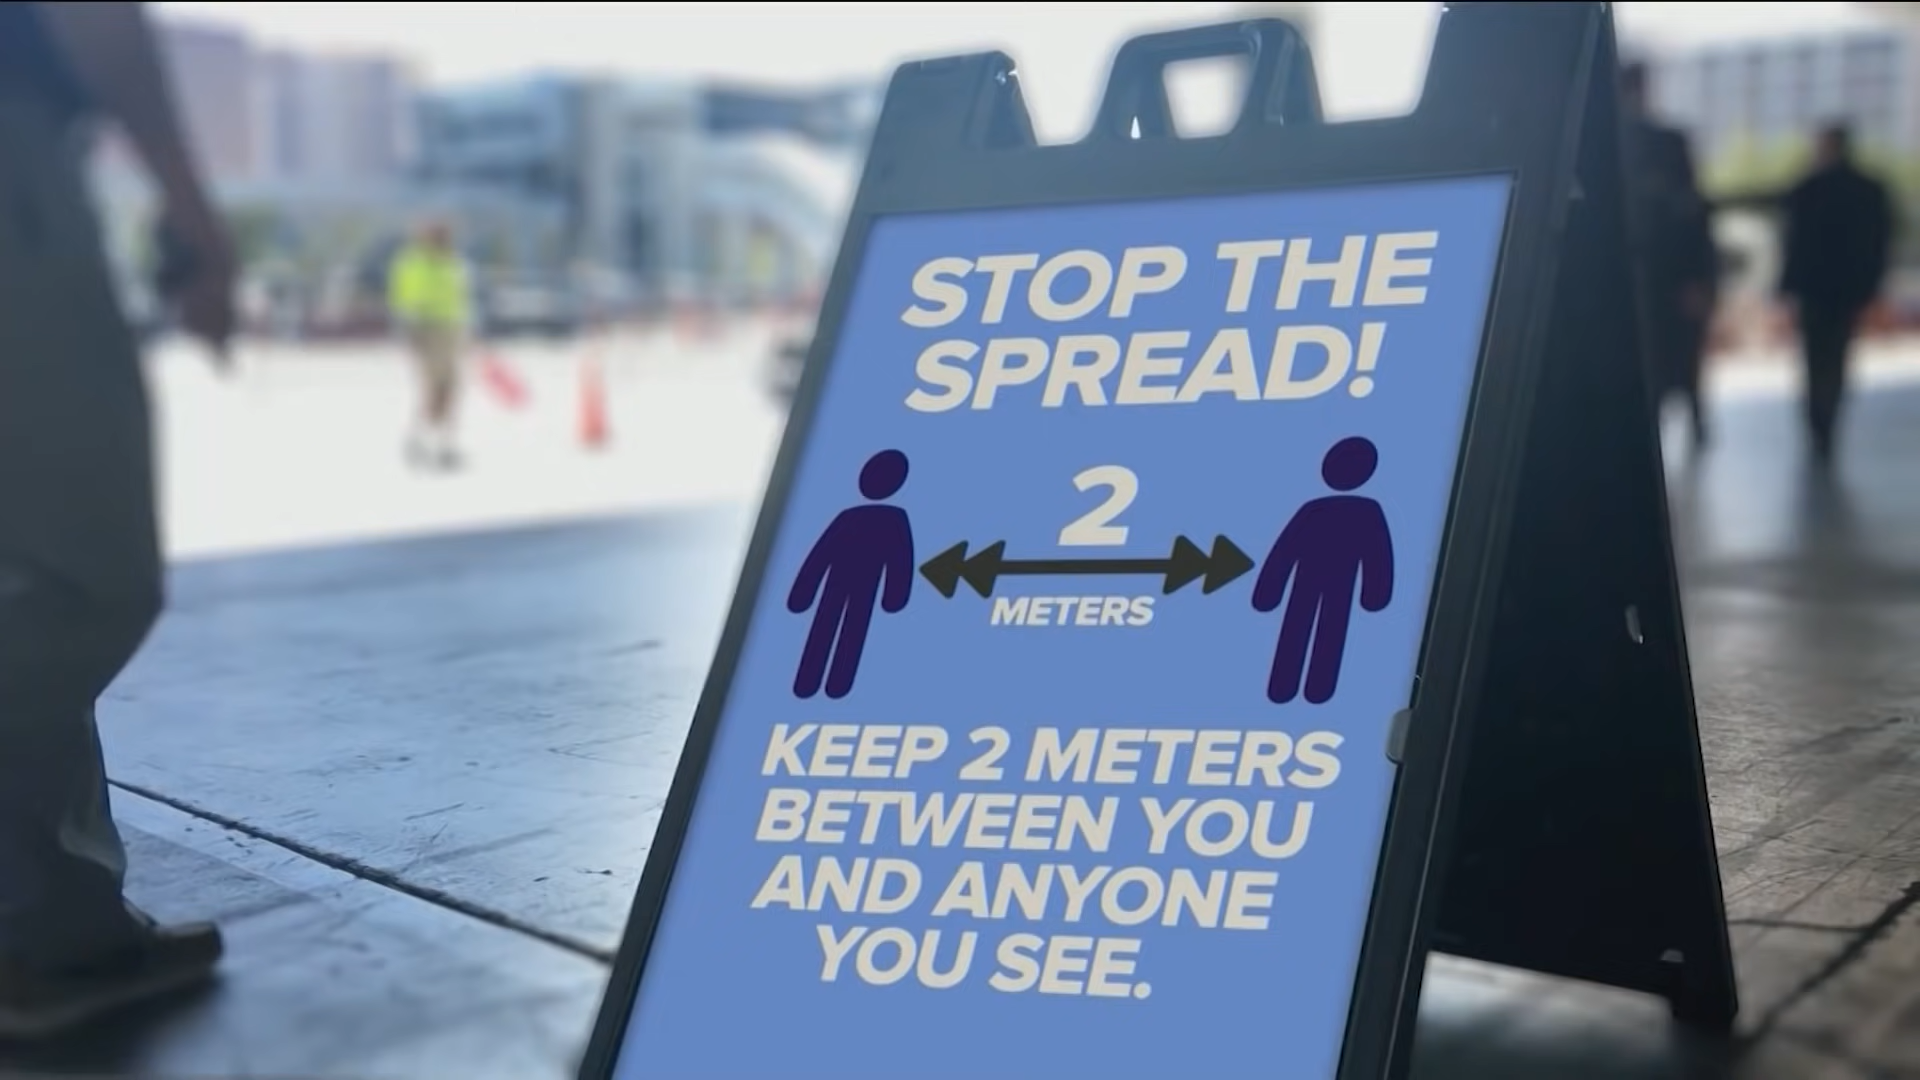 STOP THE
SPREAD!
2
METERS
KEEP 2 METERS
BETWEEN YOU
AND ANYONE
YOU SEE.